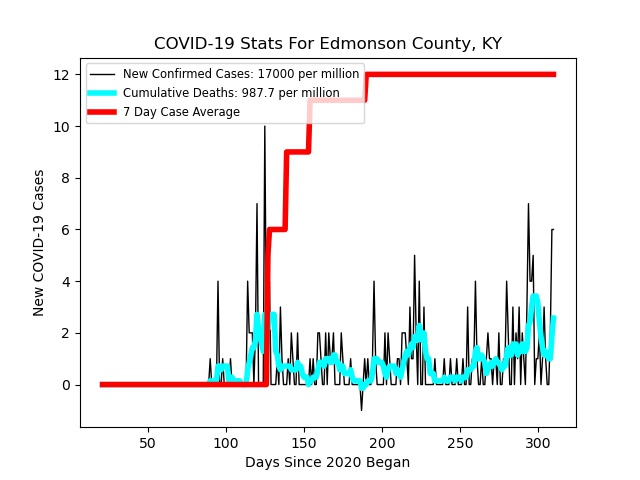 COVID-19 Stats For Edmonson County, KY
New Confirmed Cases: 17000 per million
Cumulative Deaths: 987.7 per million
7 Day Case Average
12
10
8
6
4
2
0
New COVID-19 Cases
50 100 150 200 250 300
Days Since 2020 Began